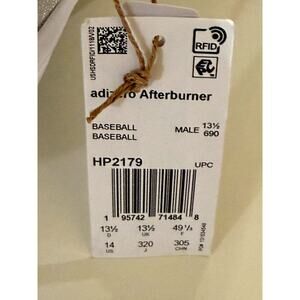 RFID
adizero Afterburner
BASEBALL MALE 13½
BASEBALL 690
HP2179 UPC
1 95742 71484 8
13½ 13½ 49⅓
D UK F
14 320 305
US J CHN